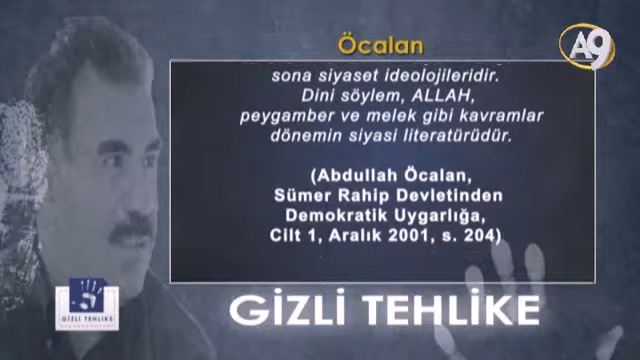 Öcalan
A9
sona siyaset ideolojileridir.
Dini söylem, ALLAH,
peygamber ve melek gibi kavramlar
dönemin siyasi literatürüdür.
(Abdullah Öcalan,
Sümer Rahip Devletinden
Demokratik Uygarlığa,
Cilt 1, Aralık 2001, s. 204)
GİZLİ TEHLİKE
GİZLİ TEHLİKE